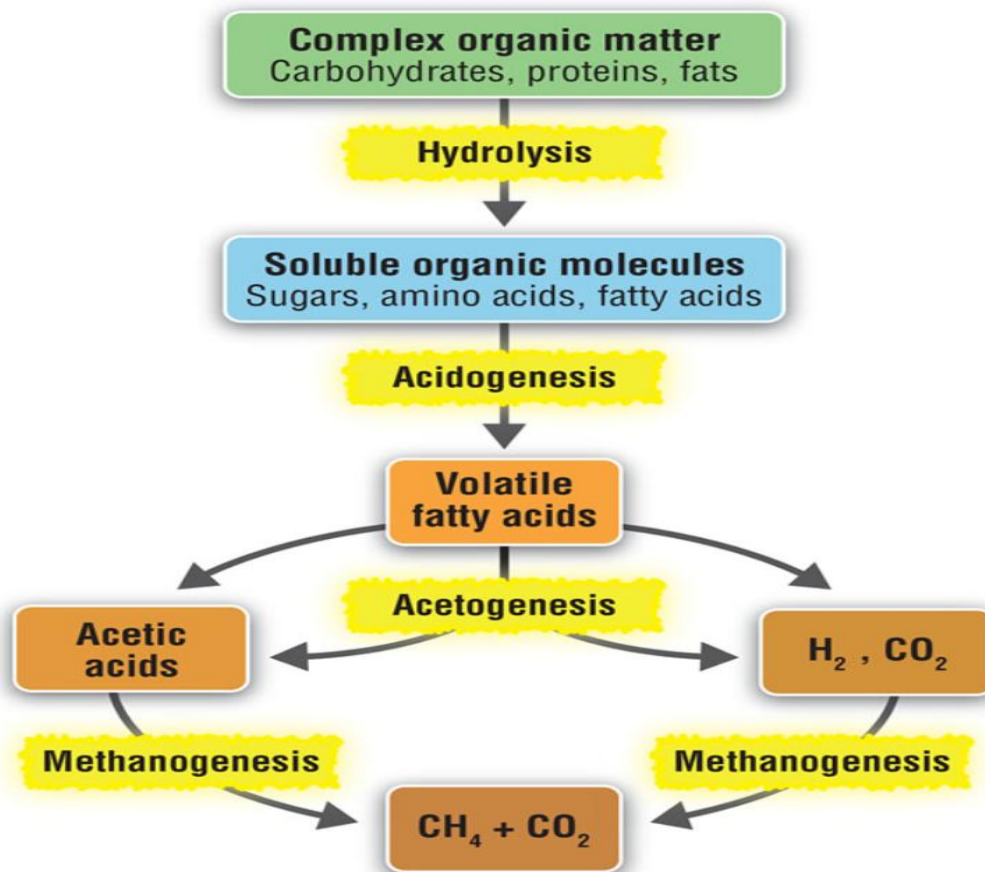 Complex organic matter
Carbohydrates, proteins, fats
Hydrolysis
Soluble organic molecules
Sugars, amino acids, fatty acids
Acidogenesis
Volatile
fatty acids
Acetogenesis
Acetic
acids
H₂ , CO₂
Methanogenesis
Methanogenesis
CH₄ + CO₂